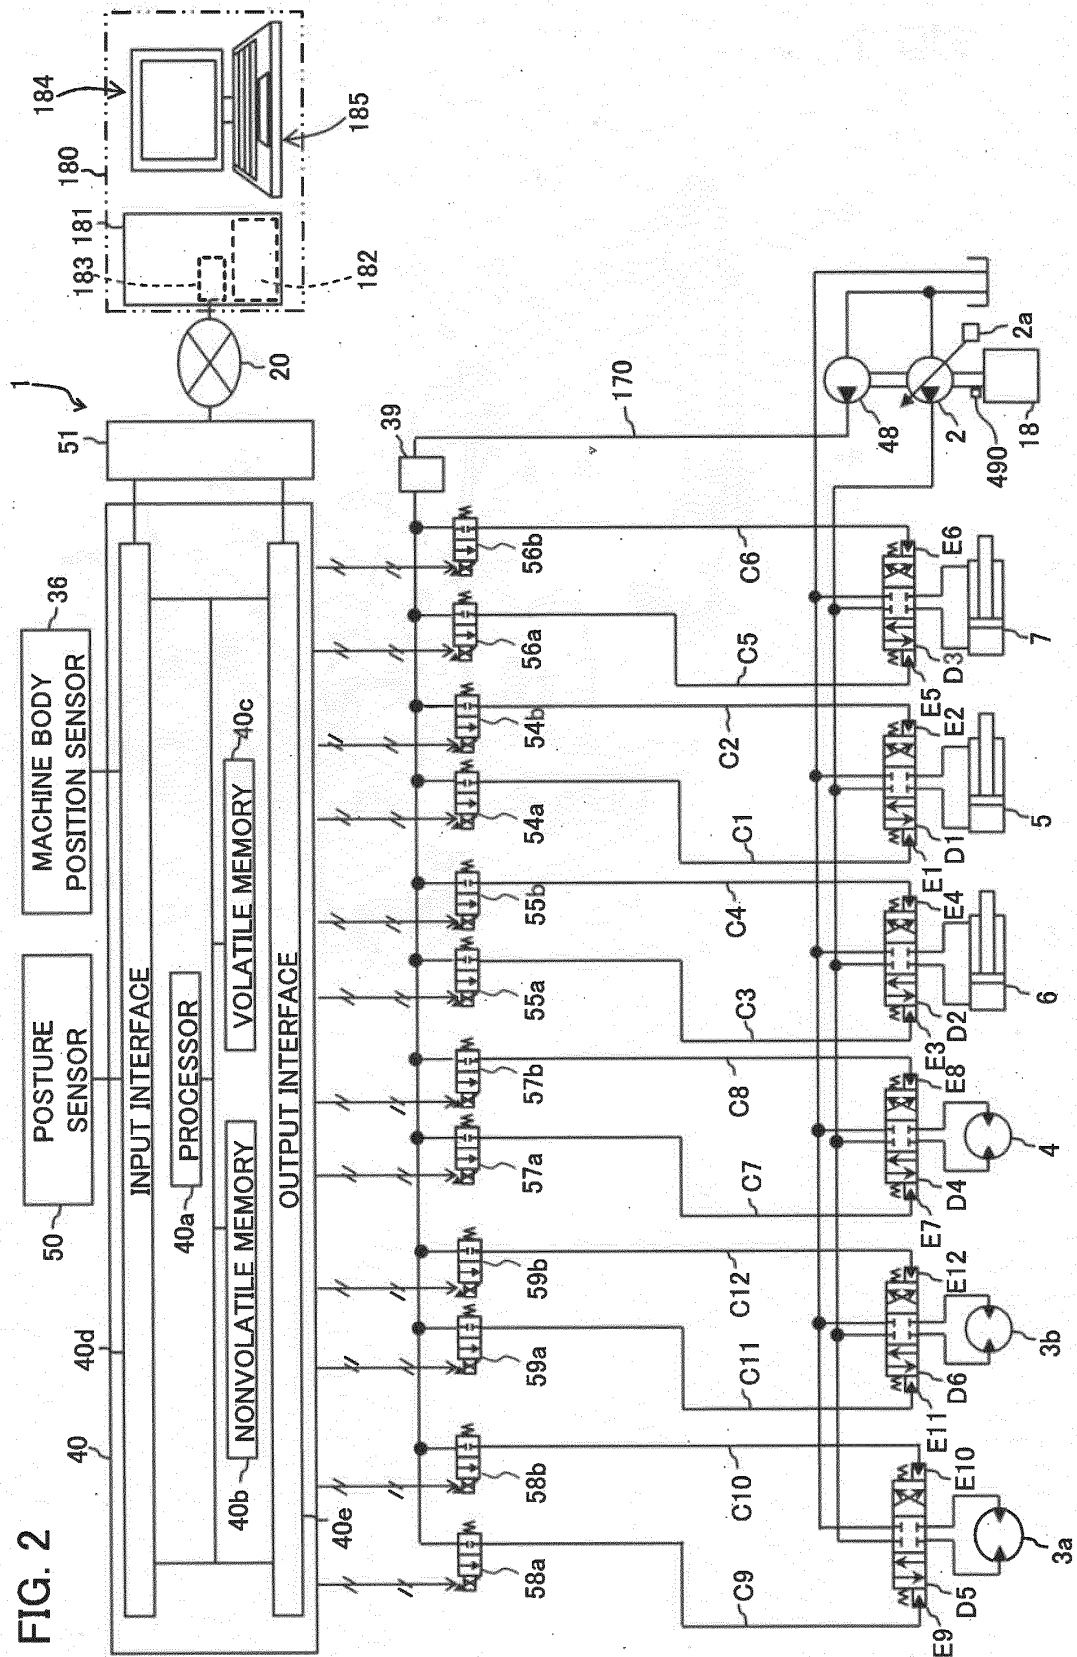 FIG. 2
1
40
40d
50
POSTURE
SENSOR
MACHINE BODY
POSITION SENSOR
36
51
20
180
181
183
182
184
185
INPUT INTERFACE
PROCESSOR
40a
NONVOLATILE MEMORY
40b
VOLATILE MEMORY
40c
OUTPUT INTERFACE
40e
58a
58b
59a
59b
57a
57b
55a
55b
54a
54b
56a
56b
39
170
C9
C10
C11
C12
C7
C8
C3
C4
C1
C2
C5
C6
48
2
2a
490
18
E9
D5
E10
3a
E11
D6
E12
3b
E7
D4
E8
4
E3
D2
E4
6
E1
D1
E2
5
E5
D3
E6
7